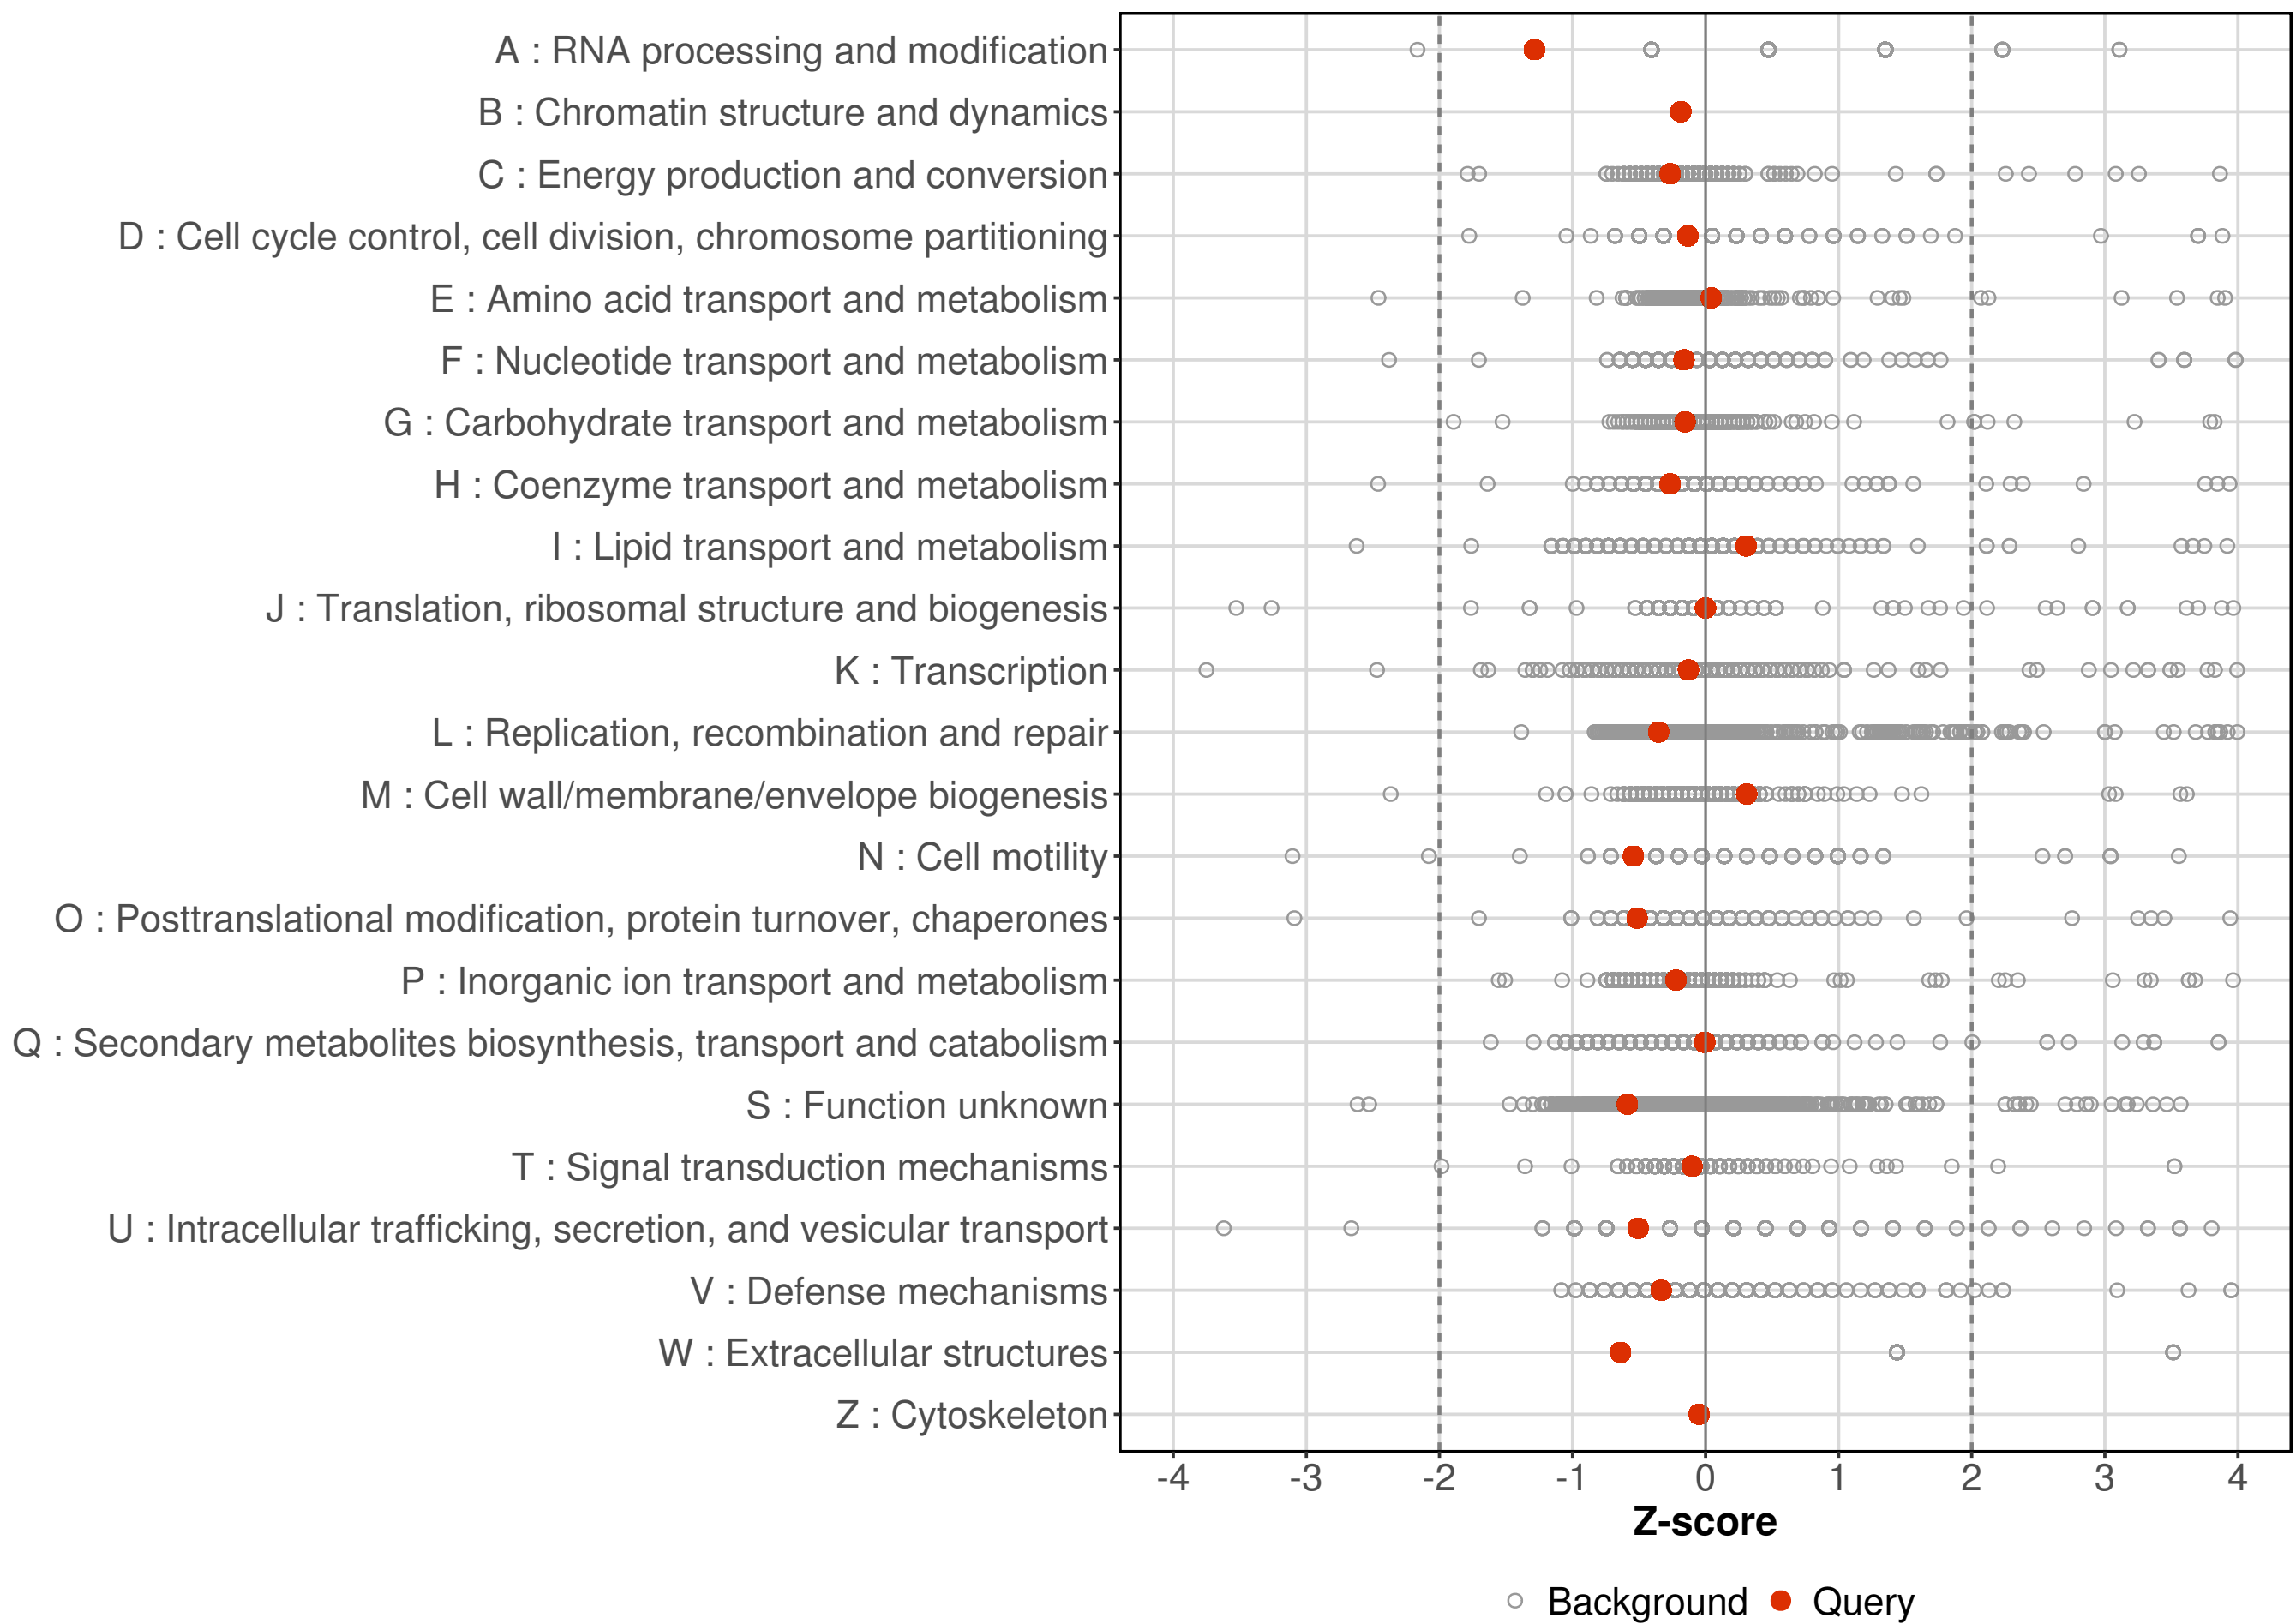 A : RNA processing and modification
B : Chromatin structure and dynamics
C : Energy production and conversion
D : Cell cycle control, cell division, chromosome partitioning
E : Amino acid transport and metabolism
F : Nucleotide transport and metabolism
G : Carbohydrate transport and metabolism
H : Coenzyme transport and metabolism
I : Lipid transport and metabolism
J : Translation, ribosomal structure and biogenesis
K : Transcription
L : Replication, recombination and repair
M : Cell wall/membrane/envelope biogenesis
N : Cell motility
O : Posttranslational modification, protein turnover, chaperones
P : Inorganic ion transport and metabolism
Q : Secondary metabolites biosynthesis, transport and catabolism
S : Function unknown
T : Signal transduction mechanisms
U : Intracellular trafficking, secretion, and vesicular transport
V : Defense mechanisms
W : Extracellular structures
Z : Cytoskeleton
-4 -3 -2 -1 0 1 2 3 4
Z-score
Background Query